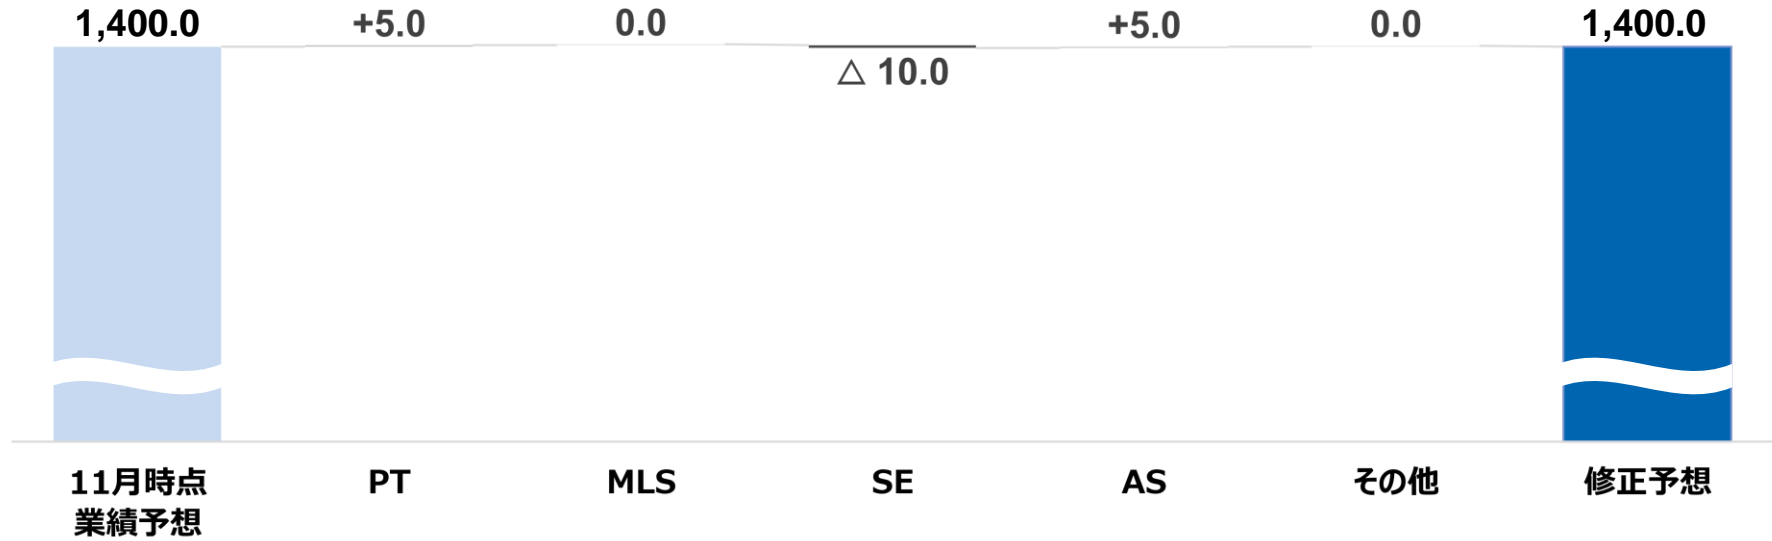 1,400.0
+5.0
0.0
△ 10.0
+5.0
0.0
1,400.0
11月時点
業績予想
PT
MLS
SE
AS
その他
修正予想